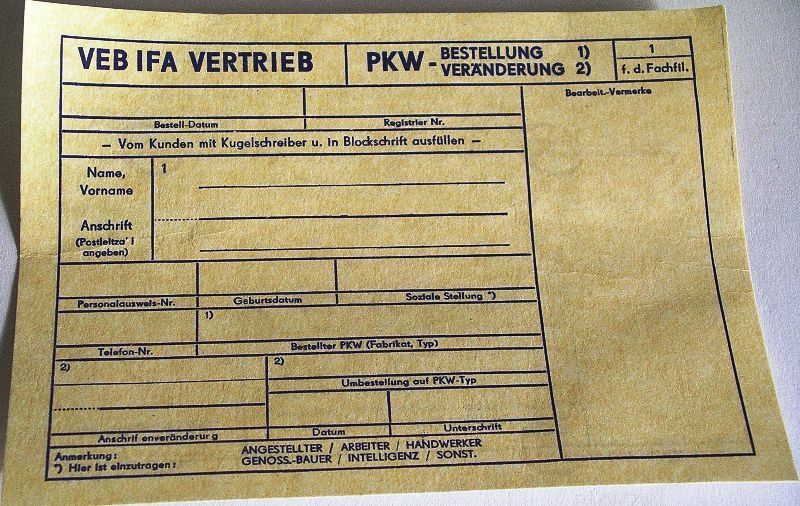 VEB IFA VERTRIEB
PKW - BESTELLUNG 1)
VERÄNDERUNG 2)
1
f. d. Fachfil.
Bearbeit.-Vermerke
Bestell-Datum
Registrier Nr.
— Vom Kunden mit Kugelschreiber u. in Blockschrift ausfüllen —
Name,
Vorname
1
Anschrift
(Postleitza' l
angeben)
Personalausweis-Nr.
Geburtsdatum
Soziale Stellung *)
1)
Telefon-Nr.
Bestellter PKW (Fabrikat, Typ)
2)
2)
Umbestellung auf PKW-Typ
Anschrif enveränderur g
Datum
Unterschrift
Anmerkung:
*) Hier ist einzutragen:
ANGESTELLTER / ARBEITER / HANDWERKER
GENOSS.-BAUER / INTELLIGENZ / SONST.